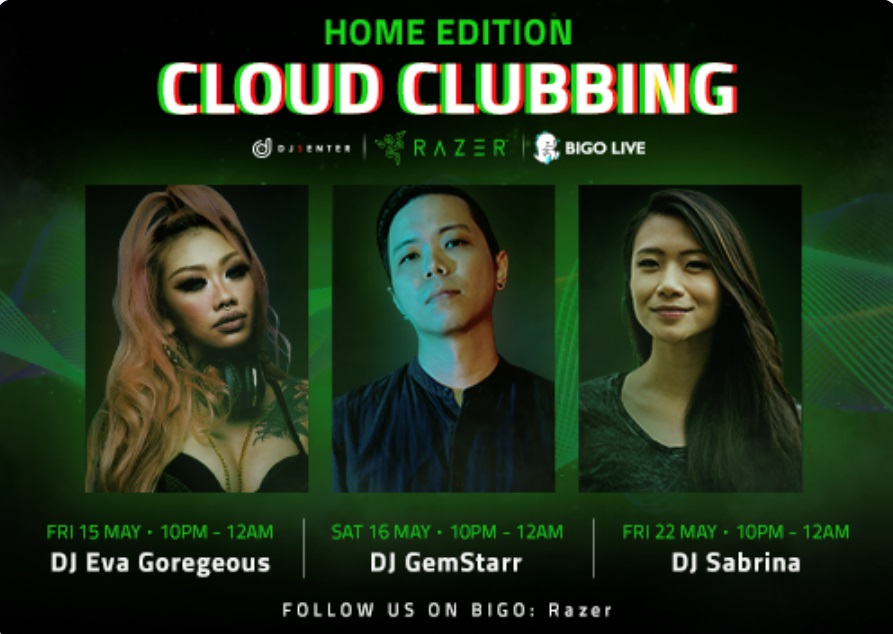 HOME EDITION
CLOUD CLUBBING
DJSENTER | RAZER | BIGO LIVE
FRI 15 MAY • 10PM - 12AM
DJ Eva Goregeous
SAT 16 MAY • 10PM - 12AM
DJ GemStarr
FRI 22 MAY • 10PM - 12AM
DJ Sabrina
FOLLOW US ON BIGO: Razer